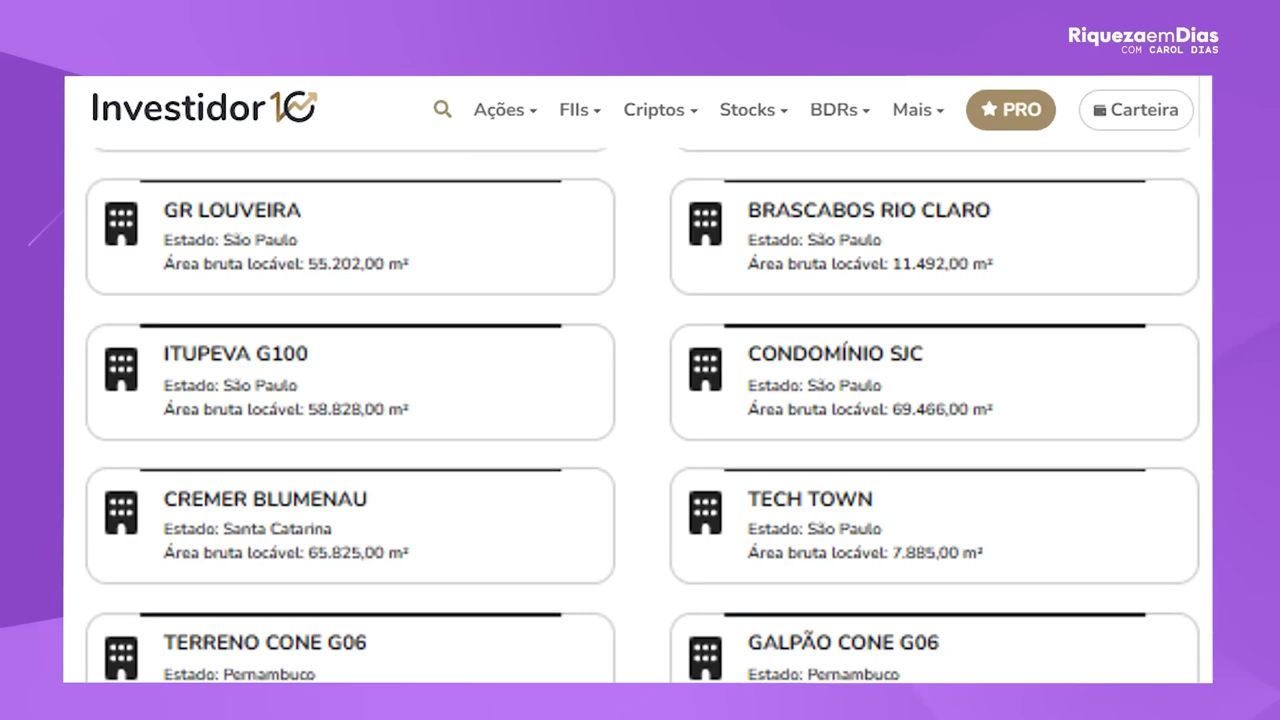 RiquezaemDias
COM CAROL DIAS
Investidor10
Ações
FIIs
Criptos
Stocks
BDRs
Mais
PRO
Carteira
GR LOUVEIRA
Estado: São Paulo
Área bruta locável: 55.202,00 m²
BRASCABOS RIO CLARO
Estado: São Paulo
Área bruta locável: 11.492,00 m²
ITUPEVA G100
Estado: São Paulo
Área bruta locável: 58.828,00 m²
CONDOMÍNIO SJC
Estado: São Paulo
Área bruta locável: 69.466,00 m²
CREMER BLUMENAU
Estado: Santa Catarina
Área bruta locável: 65.825,00 m²
TECH TOWN
Estado: São Paulo
Área bruta locável: 7.885,00 m²
TERRENO CONE G06
Estado: Pernambuco
GALPÃO CONE G06
Estado: Pernambuco